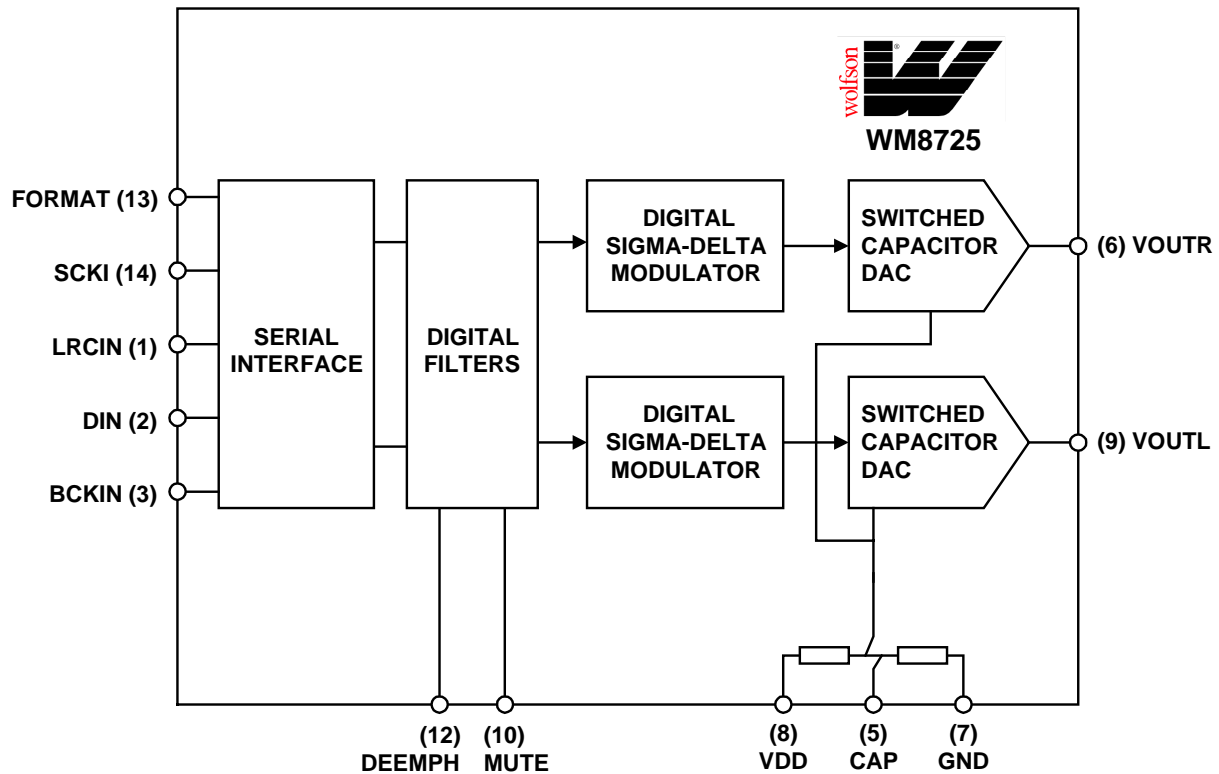 wolfson
®
WM8725
FORMAT (13)
SCKI (14)
LRCIN (1)
DIN (2)
BCKIN (3)
SERIAL
INTERFACE
DIGITAL
FILTERS
DIGITAL
SIGMA-DELTA
MODULATOR
SWITCHED
CAPACITOR
DAC
(6) VOUTR
DIGITAL
SIGMA-DELTA
MODULATOR
SWITCHED
CAPACITOR
DAC
(9) VOUTL
(12)
DEEMPH
(10)
MUTE
(8)
VDD
(5)
CAP
(7)
GND